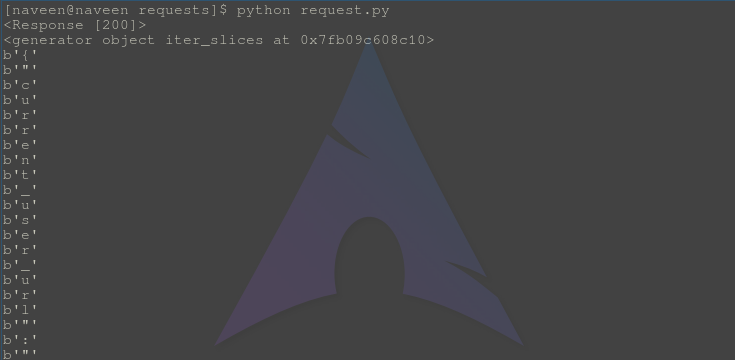 [naveen@naveen requests]$ python request.py
<Response [200]>
<generator object iter_slices at 0x7fb09c608c10>
b'{'
b'"'
b'c'
b'u'
b'r'
b'r'
b'e'
b'n'
b't'
b'_'
b'u'
b's'
b'e'
b'r'
b'_'
b'u'
b'r'
b'l'
b'"'
b':'
b'"'